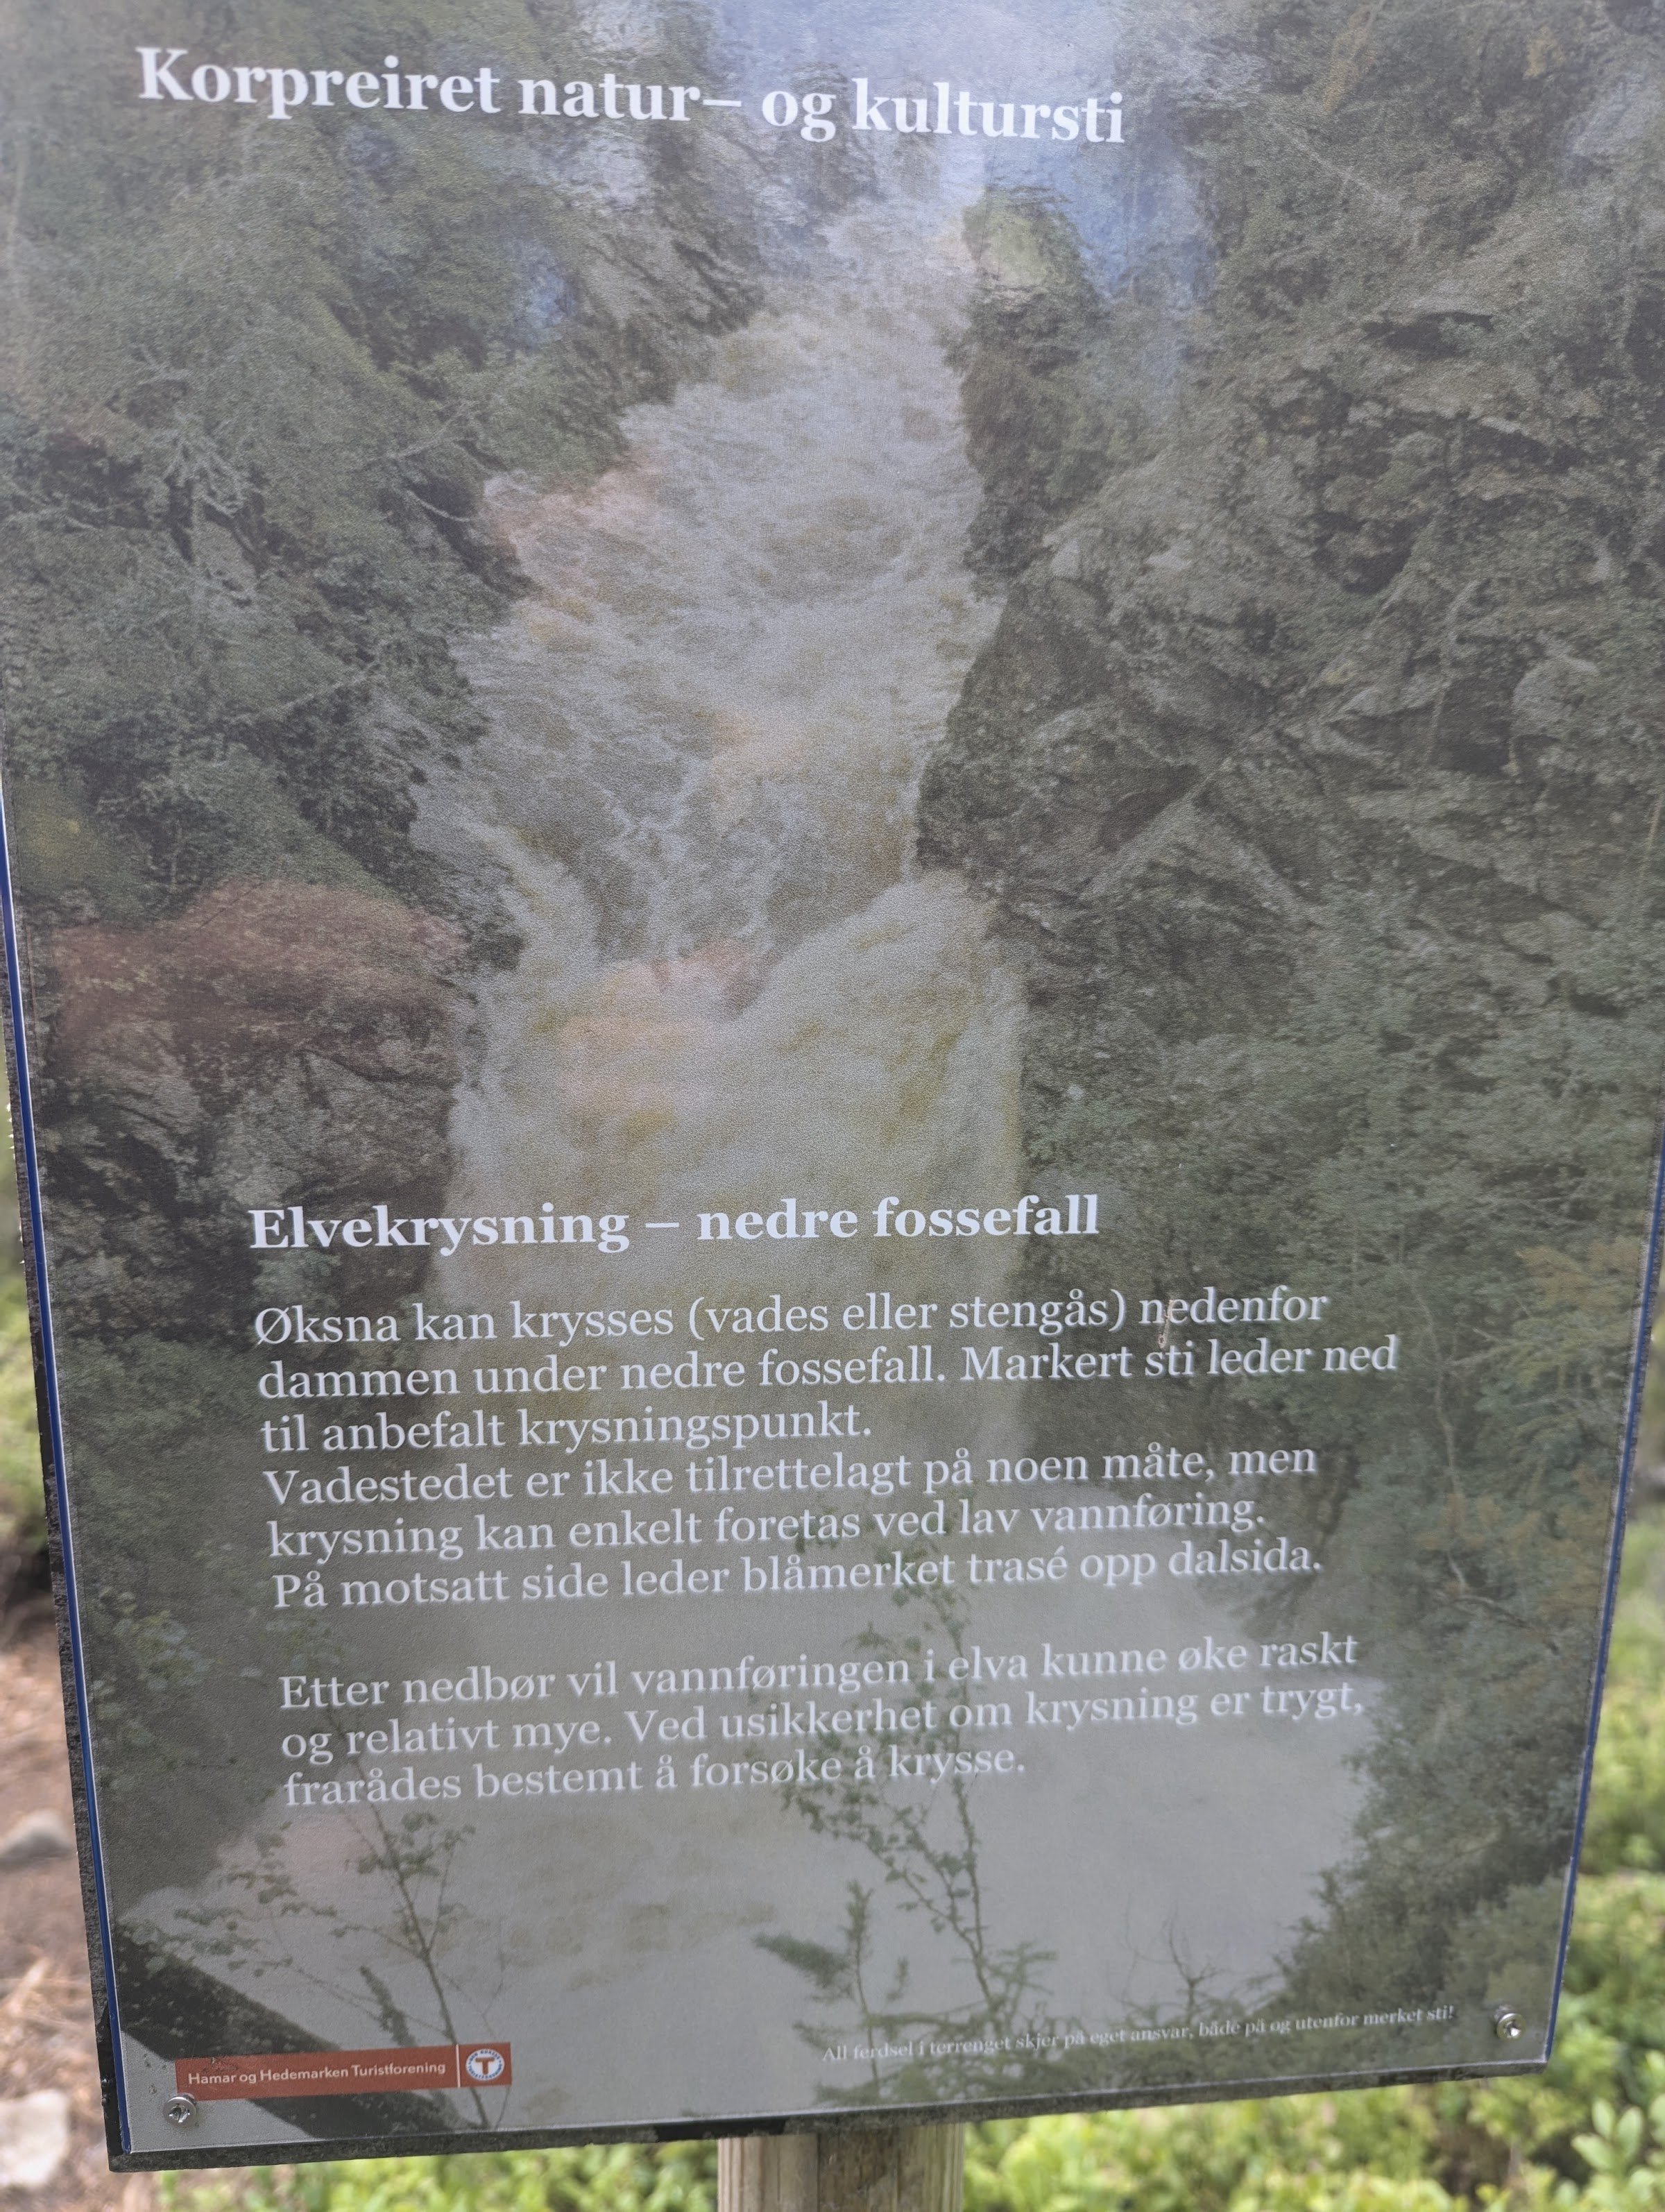 Korpreiret natur– og kultursti
Elvekrysning – nedre fossefall
Øksna kan krysses (vades eller stengås) nedenfor
dammen under nedre fossefall. Markert sti leder ned
til anbefalt krysningspunkt.
Vadestedet er ikke tilrettelagt på noen måte, men
krysning kan enkelt foretas ved lav vannføring.
På motsatt side leder blåmerket trasé opp dalsida.
Etter nedbør vil vannføringen i elva kunne øke raskt
og relativt mye. Ved usikkerhet om krysning er trygt,
frarådes bestemt å forsøke å krysse.
All ferdsel i terrenget skjer på eget ansvar, både på og utenfor merket sti!
Hamar og Hedemarken Turistforening
T